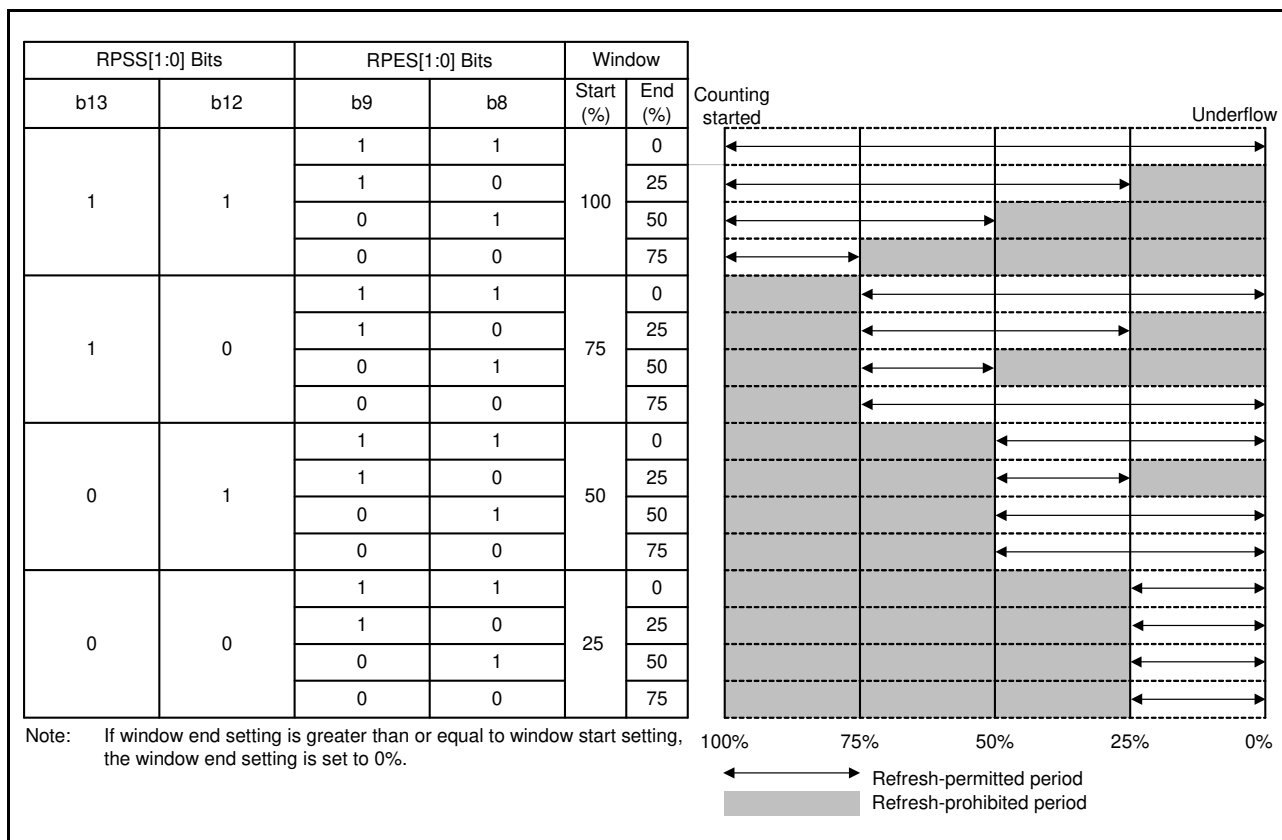 RPSS[1:0] Bits RPES[1:0] Bits Window
b13 b12 b9 b8 Start (%) End (%) Counting started Underflow
1 1 100 1 1 0
1 0 25
0 1 50
0 0 75
1 0 75 1 1 0
1 0 25
0 1 50
0 0 75
0 1 50 1 1 0
1 0 25
0 1 50
0 0 75
0 0 25 1 1 0
1 0 25
0 1 50
0 0 75
Note: If window end setting is greater than or equal to window start setting,
the window end setting is set to 0%.
100% 75% 50% 25% 0%
Refresh-permitted period
Refresh-prohibited period